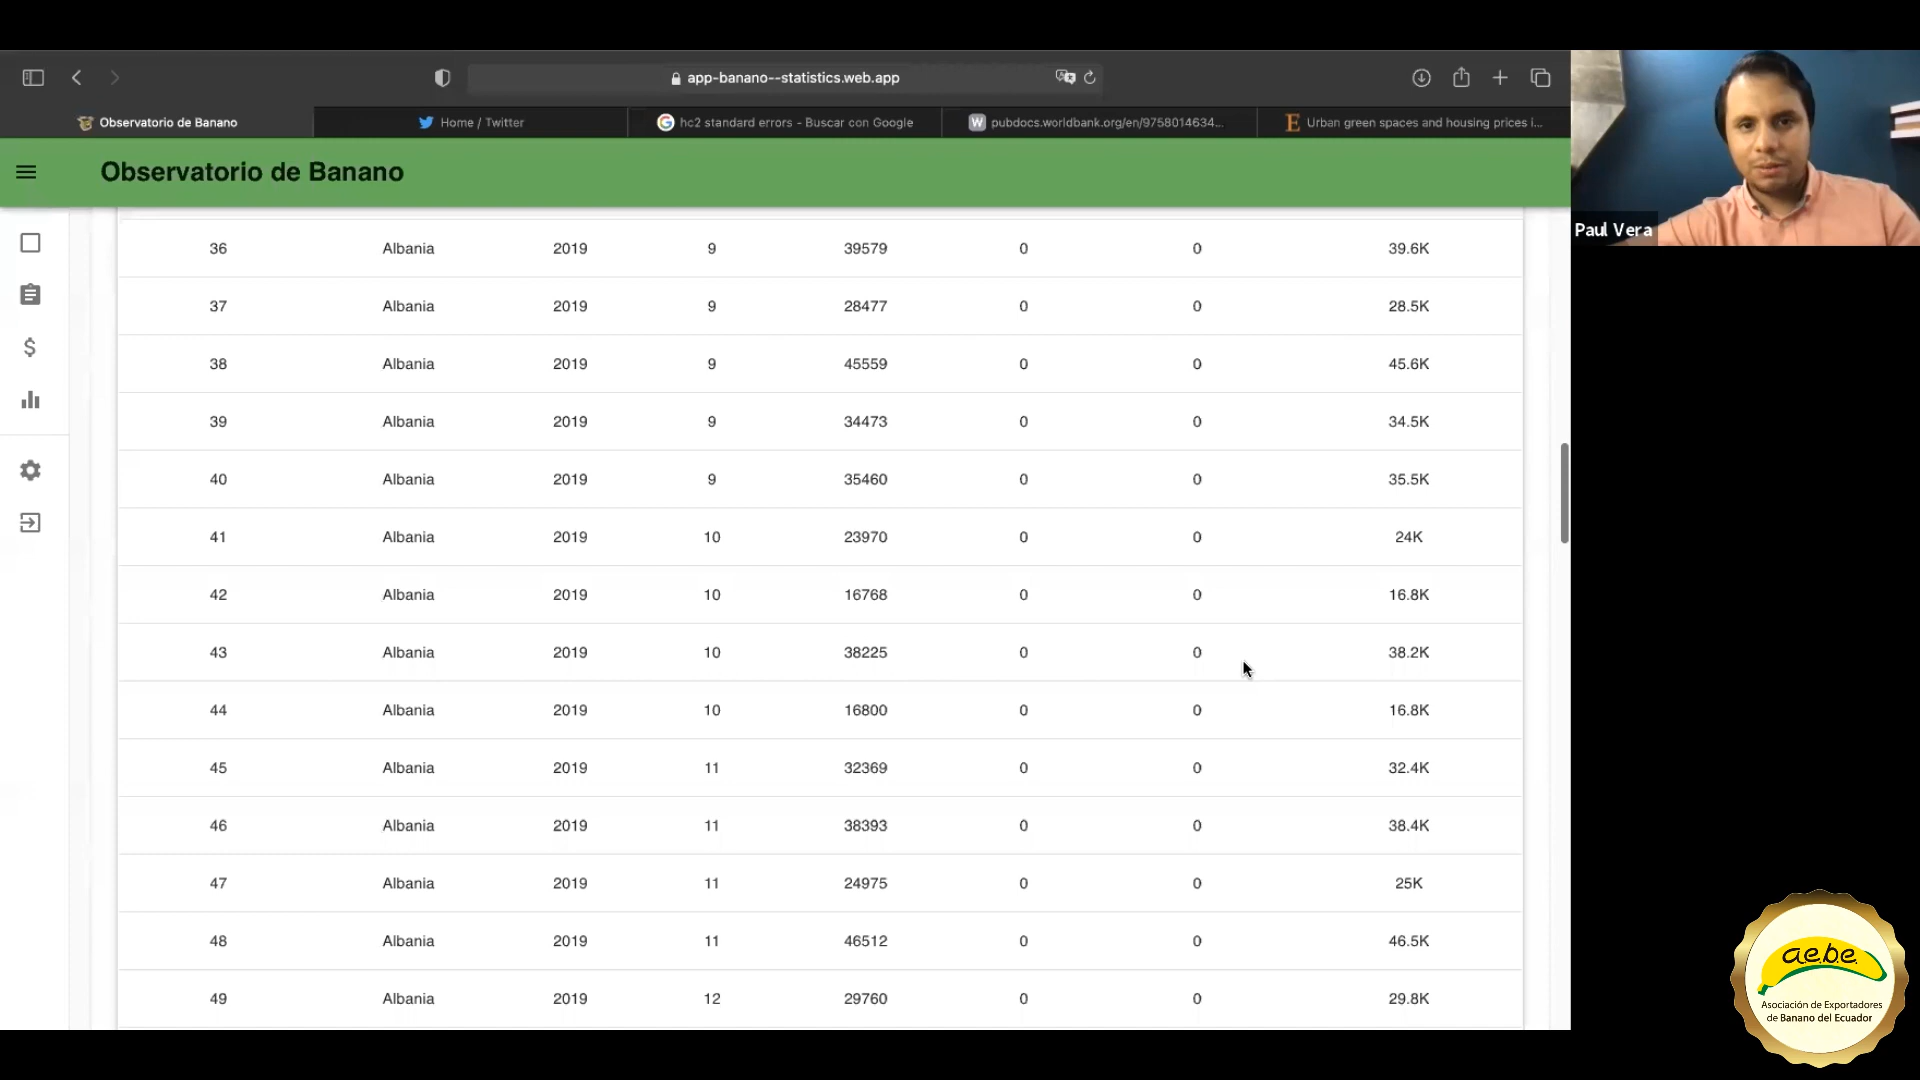 app-banano--statistics.web.app
Observatorio de Banano
Home / Twitter
hc2 standard errors - Buscar con Google
pubdocs.worldbank.org/en/9758014634...
Urban green spaces and housing prices i...
Observatorio de Banano
Paul Vera
36 Albania 2019 9 39579 0 0 39.6K
37 Albania 2019 9 28477 0 0 28.5K
38 Albania 2019 9 45559 0 0 45.6K
39 Albania 2019 9 34473 0 0 34.5K
40 Albania 2019 9 35460 0 0 35.5K
41 Albania 2019 10 23970 0 0 24K
42 Albania 2019 10 16768 0 0 16.8K
43 Albania 2019 10 38225 0 0 38.2K
44 Albania 2019 10 16800 0 0 16.8K
45 Albania 2019 11 32369 0 0 32.4K
46 Albania 2019 11 38393 0 0 38.4K
47 Albania 2019 11 24975 0 0 25K
48 Albania 2019 11 46512 0 0 46.5K
49 Albania 2019 12 29760 0 0 29.8K
a.e.b.e.
Asociación de Exportadores
de Banano del Ecuador